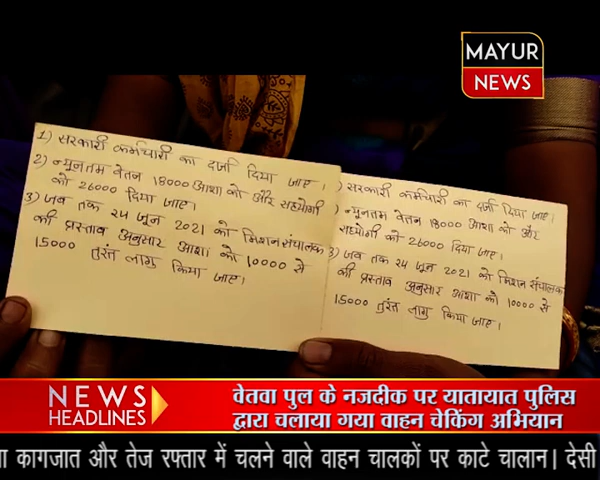 MAYUR
NEWS
1) सरकारी कर्मचारी का दर्जा दिया जाए।
2) न्यूनतम वेतन 18000 आशा को और सहयोगी
को 26000 दिया जाए।
3) जब तक 24 जून 2021 को मिशन संचालक
की प्रस्ताव अनुसार आशा को 10000 से
15000 तुरंत लागु किया जाए।
) सरकारी कर्मचारी का दर्जा दिया जाए।
) न्यूनतम वेतन 18000 आशा को और
सहयोगी को 26000 दिया जाए।
3) जब तक 24 जून 2021 को मिशन संचालक
की प्रस्ताव अनुसार आशा को 10000 से
15000 तुरंत लागु किया जाए।
NEWS
HEADLINES
वेतवा पुल के नजदीक पर यातायात पुलिस
द्वारा चलाया गया वाहन चेकिंग अभियान
ा कागजात और तेज रफ्तार में चलने वाले वाहन चालकों पर काटे चालान। देसी